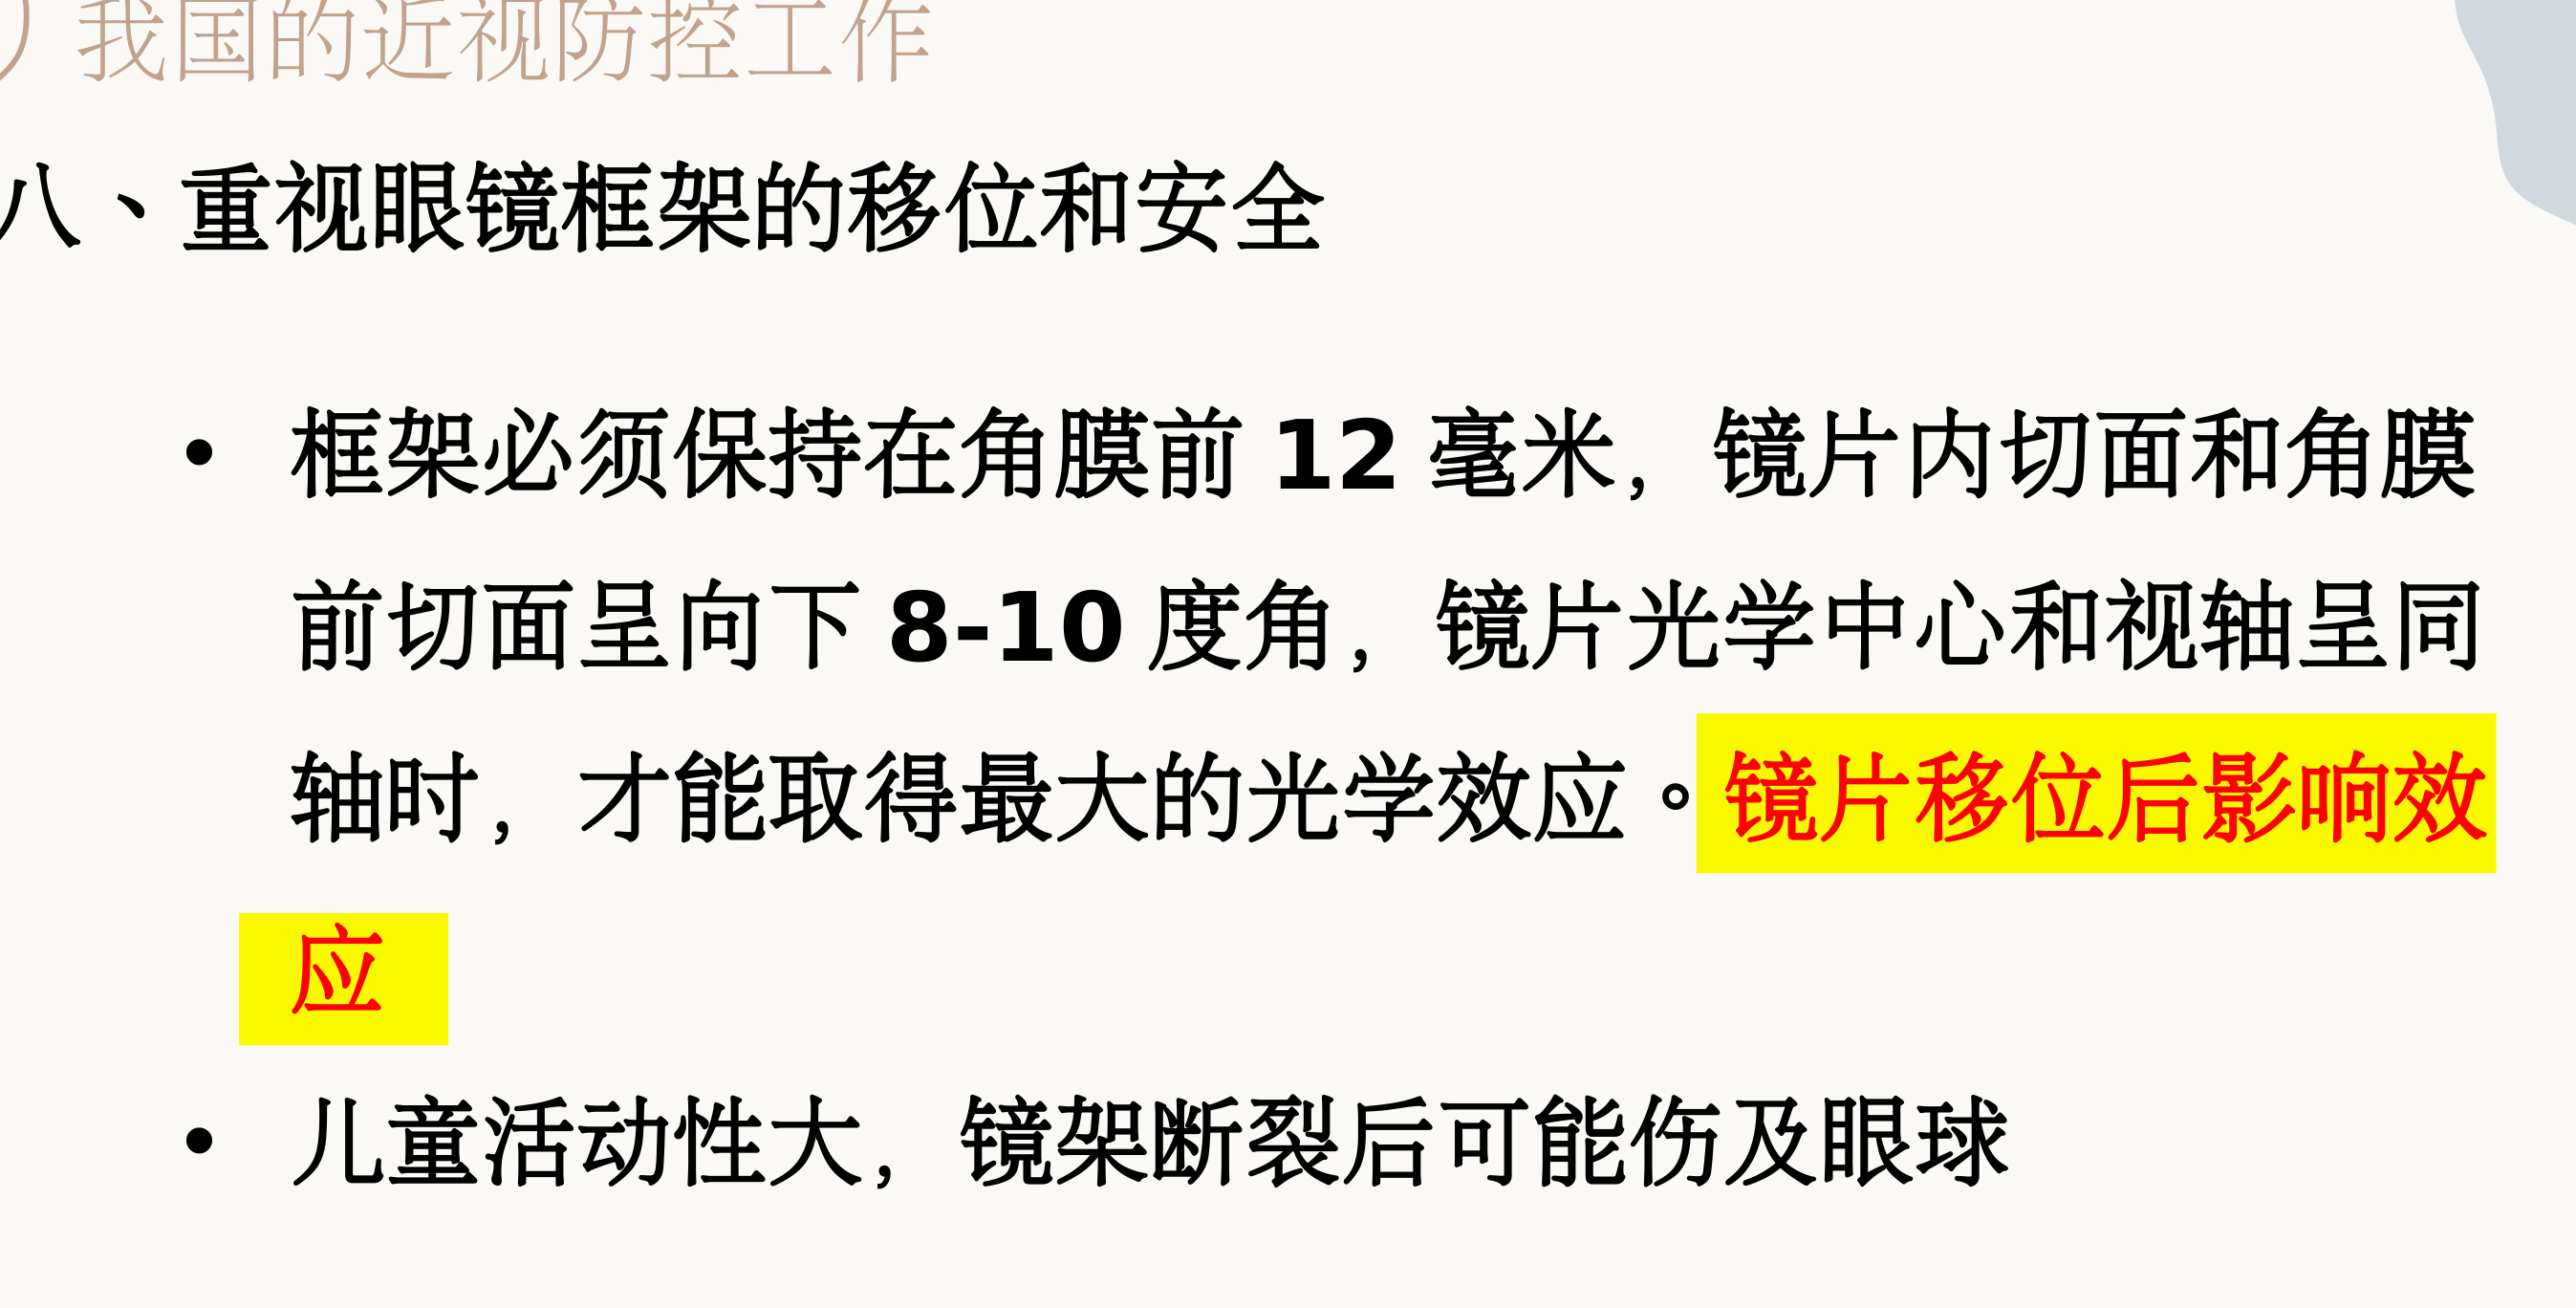 ）我国的近视防控工作
八、重视眼镜框架的移位和安全
• 框架必须保持在角膜前 12 毫米，镜片内切面和角膜
前切面呈向下 8-10 度角，镜片光学中心和视轴呈同
轴时，才能取得最大的光学效应。镜片移位后影响效
应
• 儿童活动性大，镜架断裂后可能伤及眼球